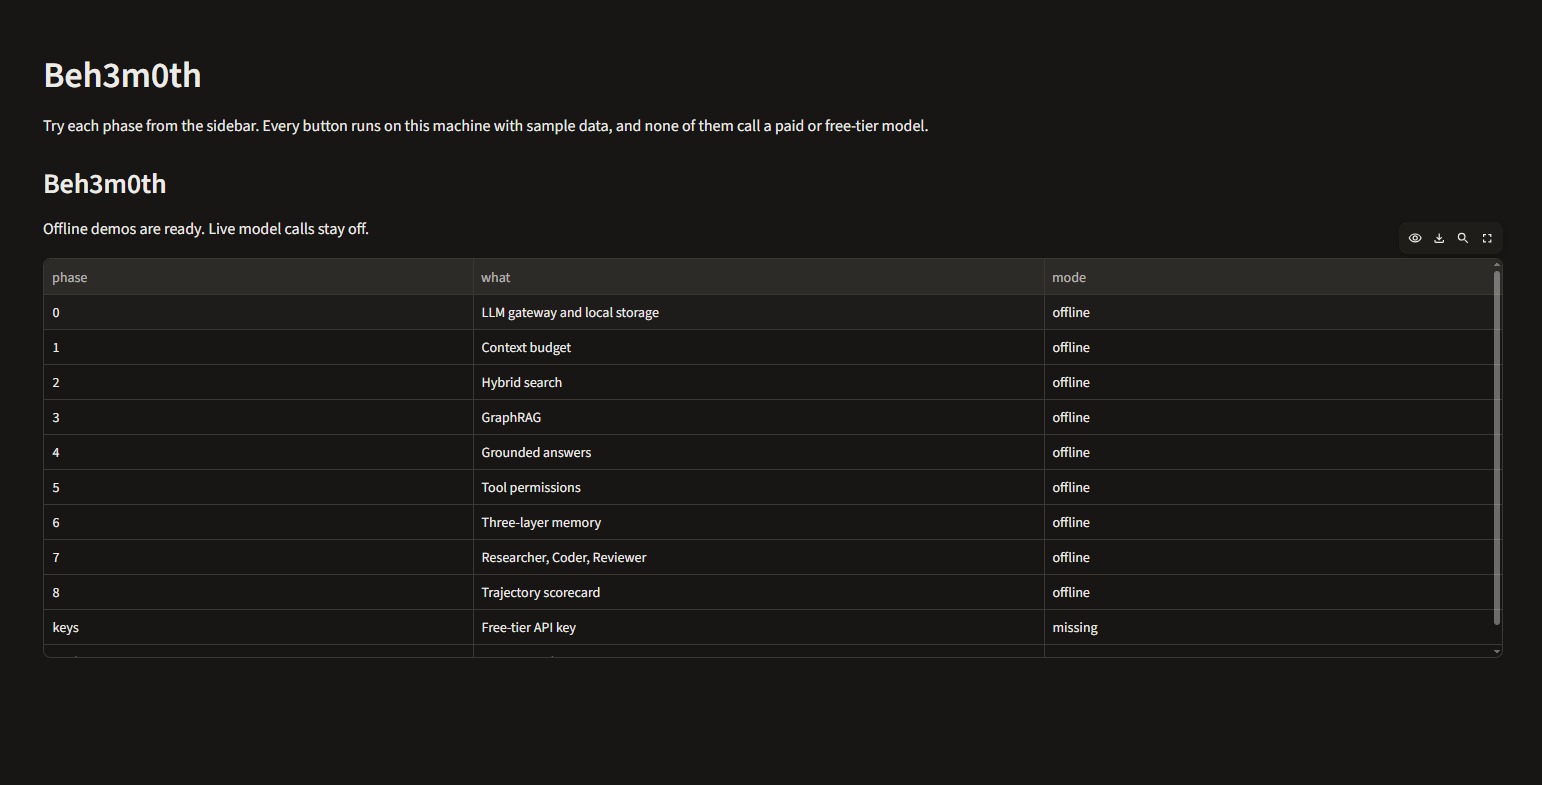 Beh3m0th
Try each phase from the sidebar. Every button runs on this machine with sample data, and none of them call a paid or free-tier model.
Beh3m0th
Offline demos are ready. Live model calls stay off.
phase what mode
0 LLM gateway and local storage offline
1 Context budget offline
2 Hybrid search offline
3 GraphRAG offline
4 Grounded answers offline
5 Tool permissions offline
6 Three-layer memory offline
7 Researcher, Coder, Reviewer offline
8 Trajectory scorecard offline
keys Free-tier API key missing